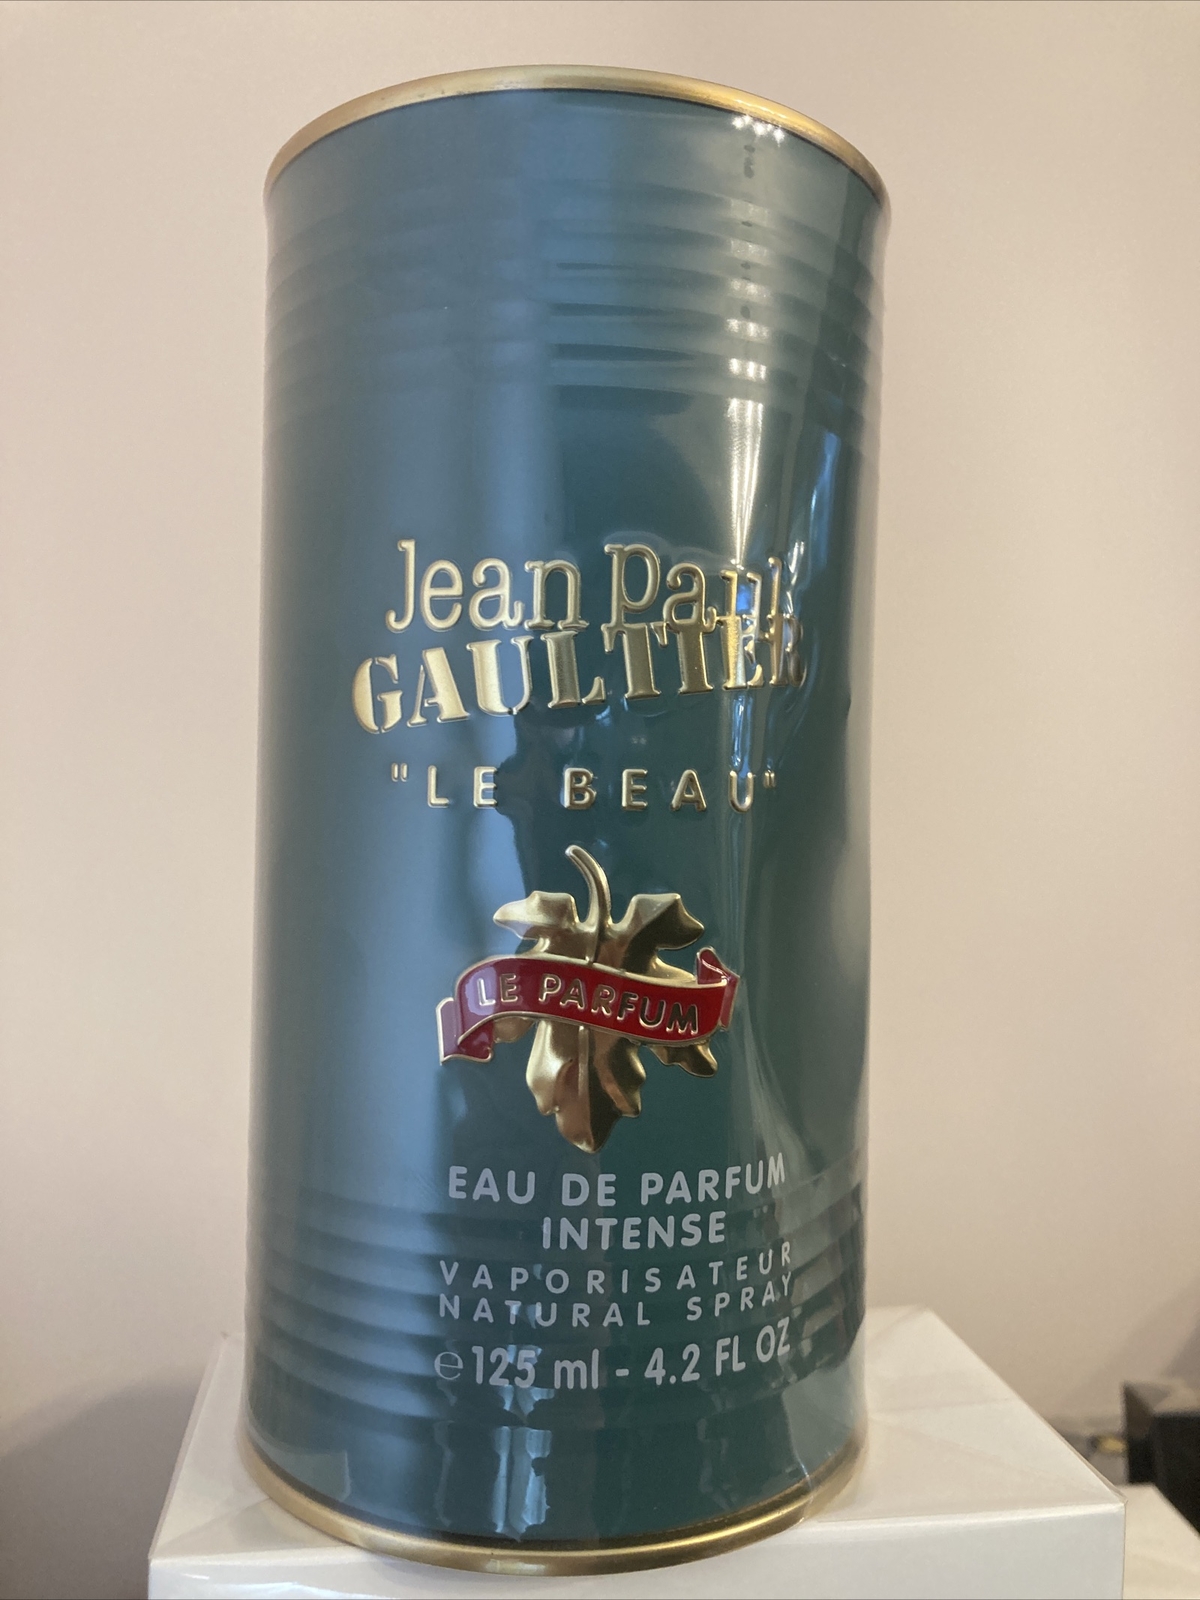 Jean Paul
GAULTIER
"LE BEAU"
LE PARFUM
EAU DE PARFUM
INTENSE
VAPORISATEUR
NATURAL SPRAY
℮125 ml - 4.2 FL OZ